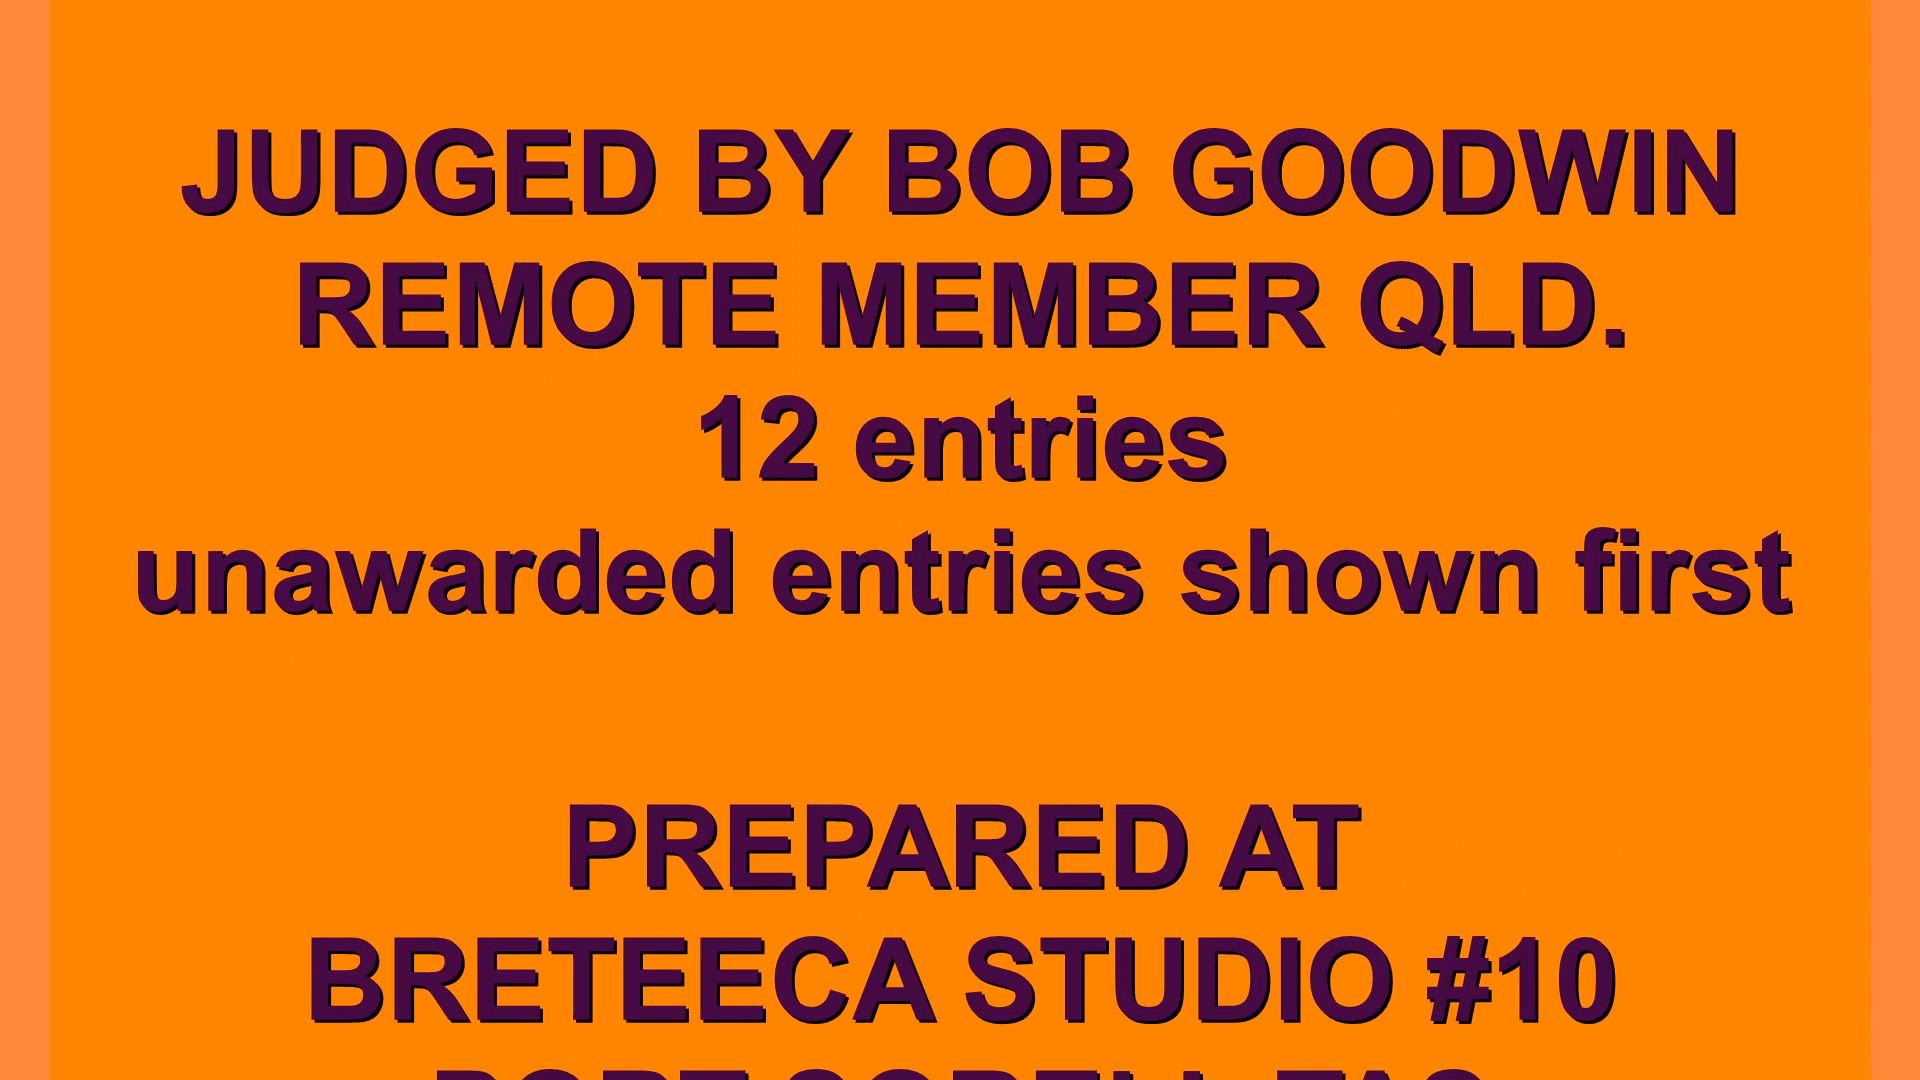 JUDGED BY BOB GOODWIN
REMOTE MEMBER QLD.
12 entries
unawarded entries shown first
PREPARED AT
BRETEECA STUDIO #10